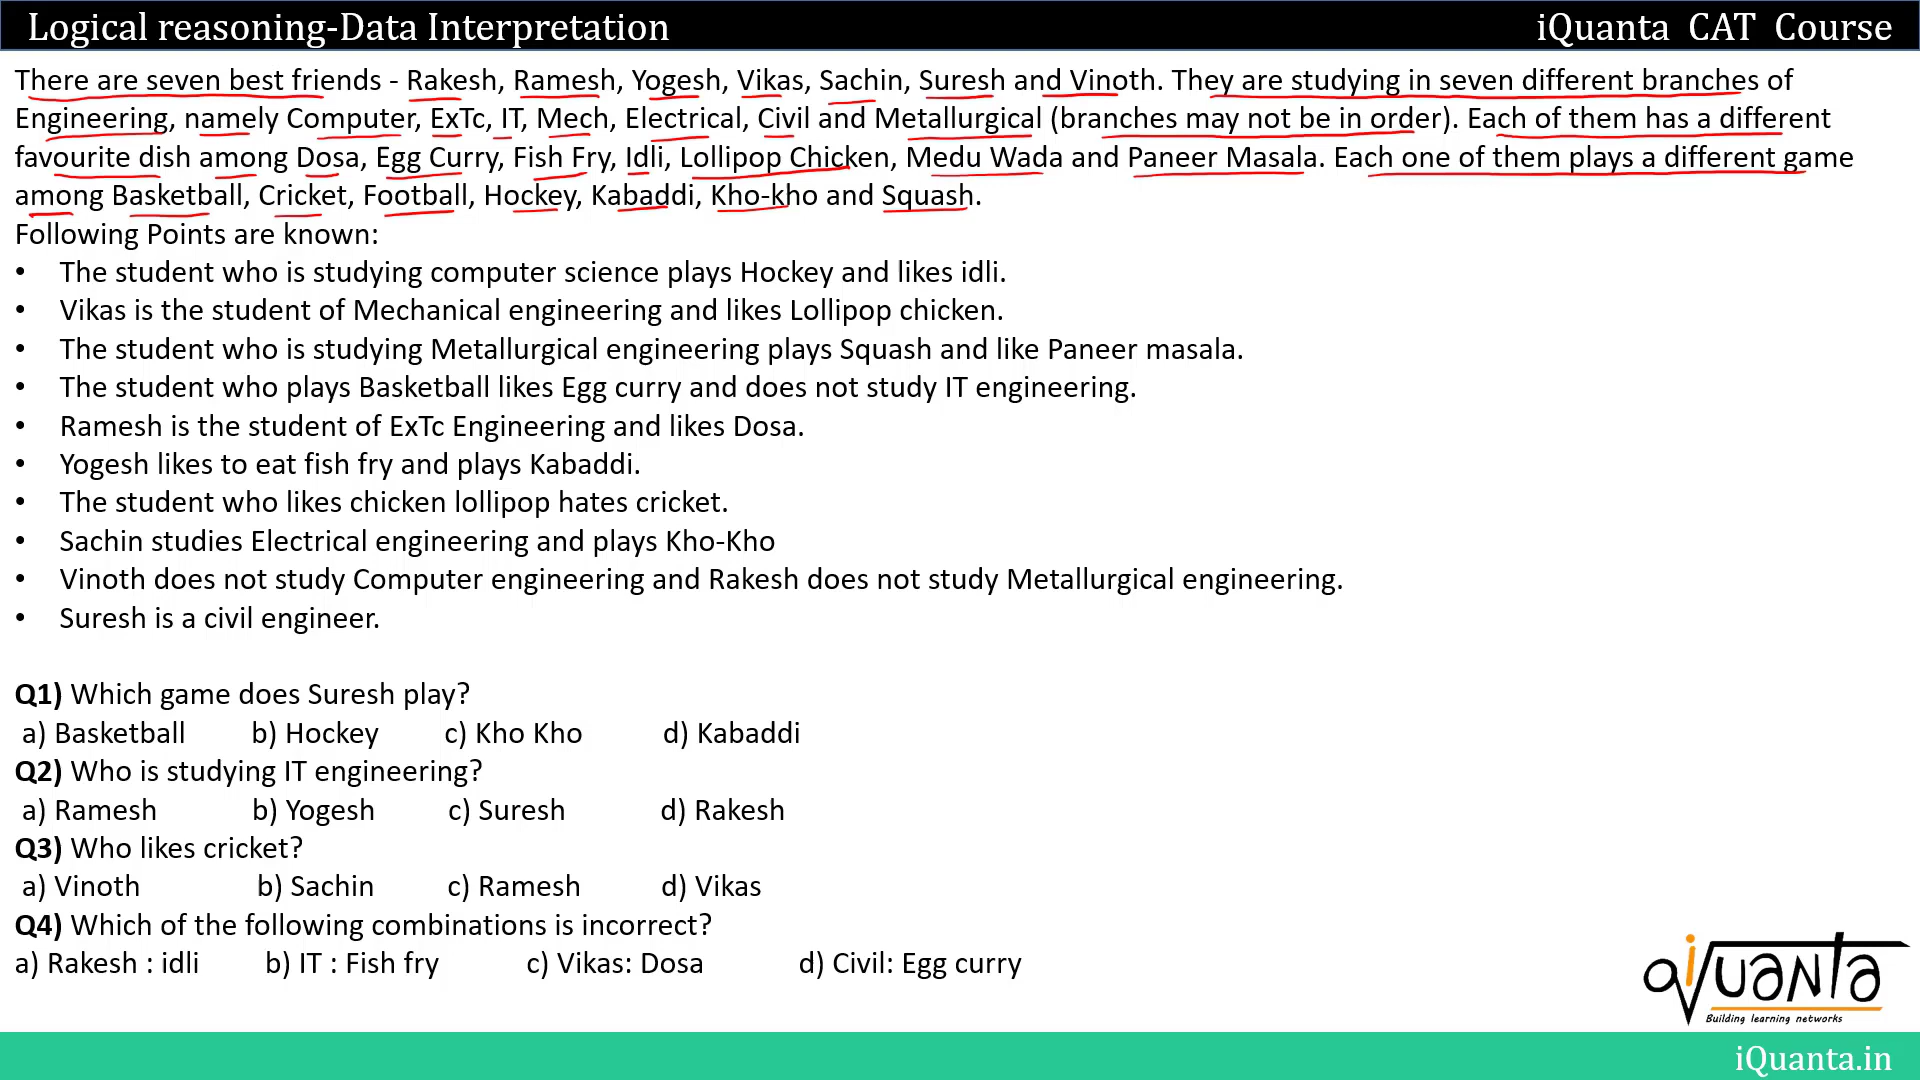 Logical reasoning-Data Interpretation
iQuanta CAT Course
There are seven best friends - Rakesh, Ramesh, Yogesh, Vikas, Sachin, Suresh and Vinoth. They are studying in seven different branches of
Engineering, namely Computer, ExTc, IT, Mech, Electrical, Civil and Metallurgical (branches may not be in order). Each of them has a different
favourite dish among Dosa, Egg Curry, Fish Fry, Idli, Lollipop Chicken, Medu Wada and Paneer Masala. Each one of them plays a different game
among Basketball, Cricket, Football, Hockey, Kabaddi, Kho-kho and Squash.
Following Points are known:
• The student who is studying computer science plays Hockey and likes idli.
• Vikas is the student of Mechanical engineering and likes Lollipop chicken.
• The student who is studying Metallurgical engineering plays Squash and like Paneer masala.
• The student who plays Basketball likes Egg curry and does not study IT engineering.
• Ramesh is the student of ExTc Engineering and likes Dosa.
• Yogesh likes to eat fish fry and plays Kabaddi.
• The student who likes chicken lollipop hates cricket.
• Sachin studies Electrical engineering and plays Kho-Kho
• Vinoth does not study Computer engineering and Rakesh does not study Metallurgical engineering.
• Suresh is a civil engineer.
Q1) Which game does Suresh play?
a) Basketball b) Hockey c) Kho Kho d) Kabaddi
Q2) Who is studying IT engineering?
a) Ramesh b) Yogesh c) Suresh d) Rakesh
Q3) Who likes cricket?
a) Vinoth b) Sachin c) Ramesh d) Vikas
Q4) Which of the following combinations is incorrect?
a) Rakesh : idli b) IT : Fish fry c) Vikas: Dosa d) Civil: Egg curry
iQuanta
Building learning networks
iQuanta.in